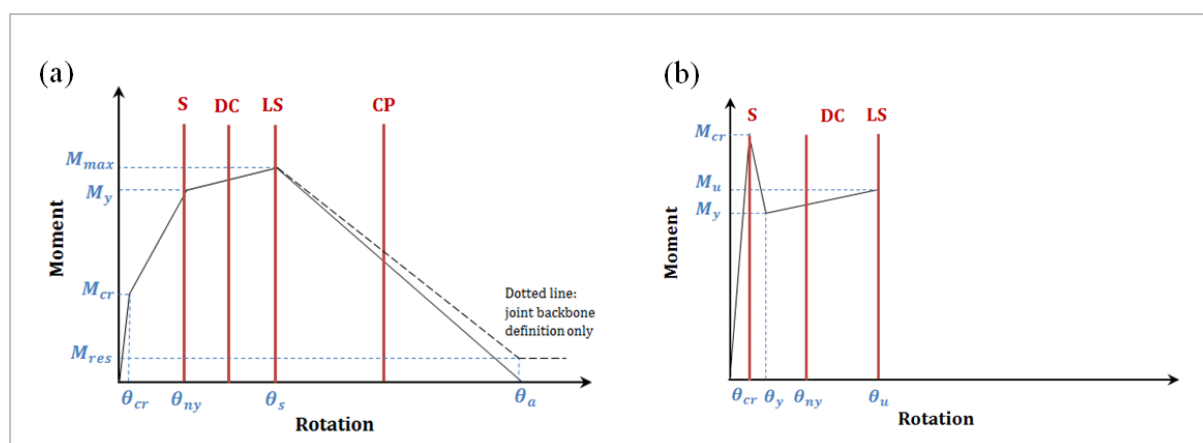 (a)
S DC LS CP
M_max
M_y
M_cr
M_res
Moment
Dotted line:
joint backbone
definition only
θ_cr θ_ny θ_s θ_a
Rotation
(b)
S DC LS
M_cr
M_u
M_y
Moment
θ_cr θ_y θ_ny θ_u
Rotation